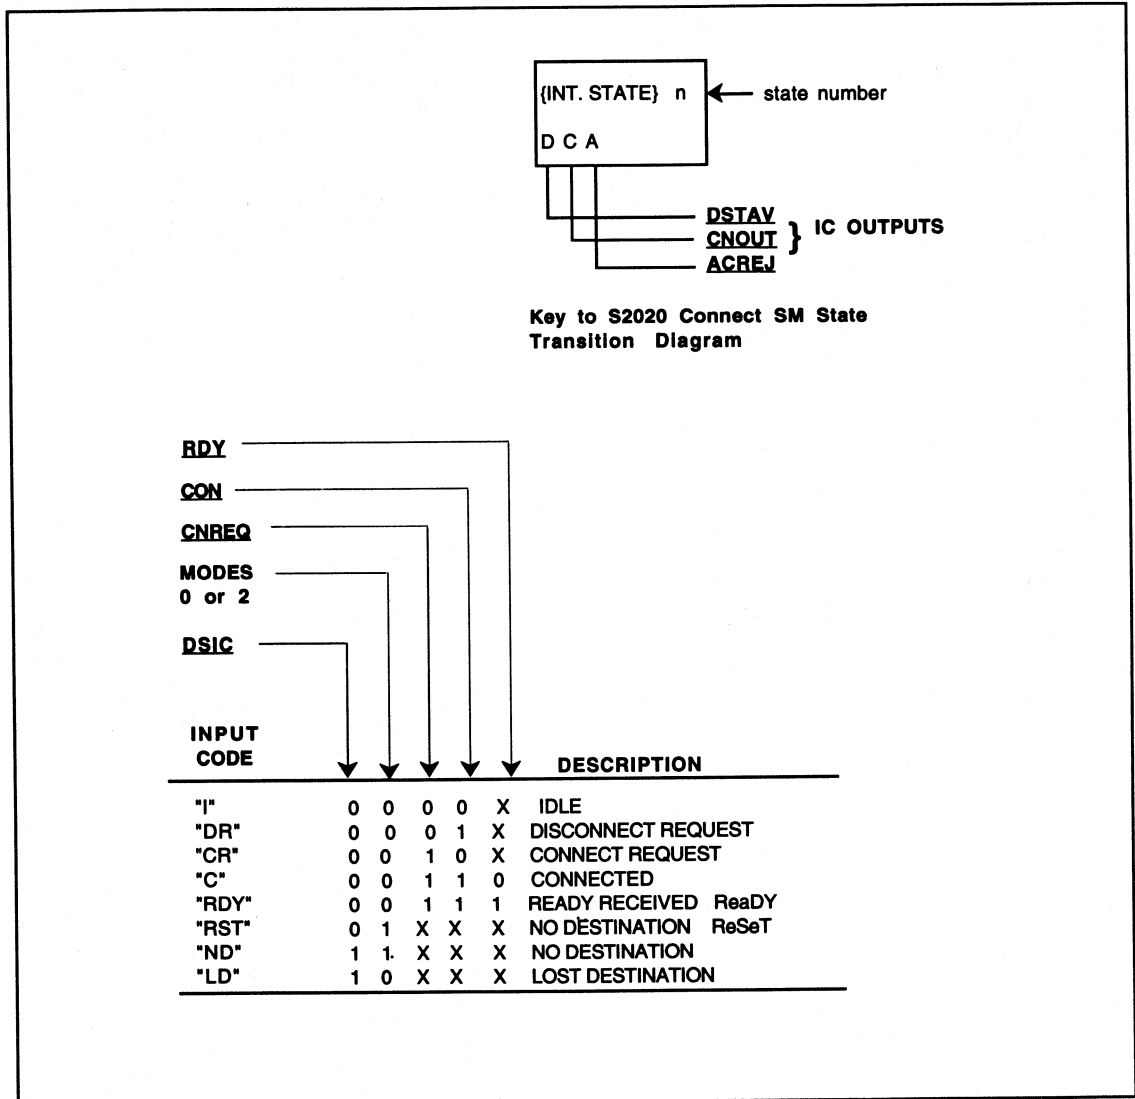 {INT. STATE} n
state number
D C A
DSTAV
CNOUT
ACREJ
} IC OUTPUTS
Key to S2020 Connect SM State
Transition Diagram
RDY
CON
CNREQ
MODES
0 or 2
DSIC
INPUT
CODE
DESCRIPTION
"I" 0 0 0 0 X IDLE
"DR" 0 0 0 1 X DISCONNECT REQUEST
"CR" 0 0 1 0 X CONNECT REQUEST
"C" 0 0 1 1 0 CONNECTED
"RDY" 0 0 1 1 1 READY RECEIVED ReaDY
"RST" 0 1 X X X NO DESTINATION ReSeT
"ND" 1 1 X X X NO DESTINATION
"LD" 1 0 X X X LOST DESTINATION